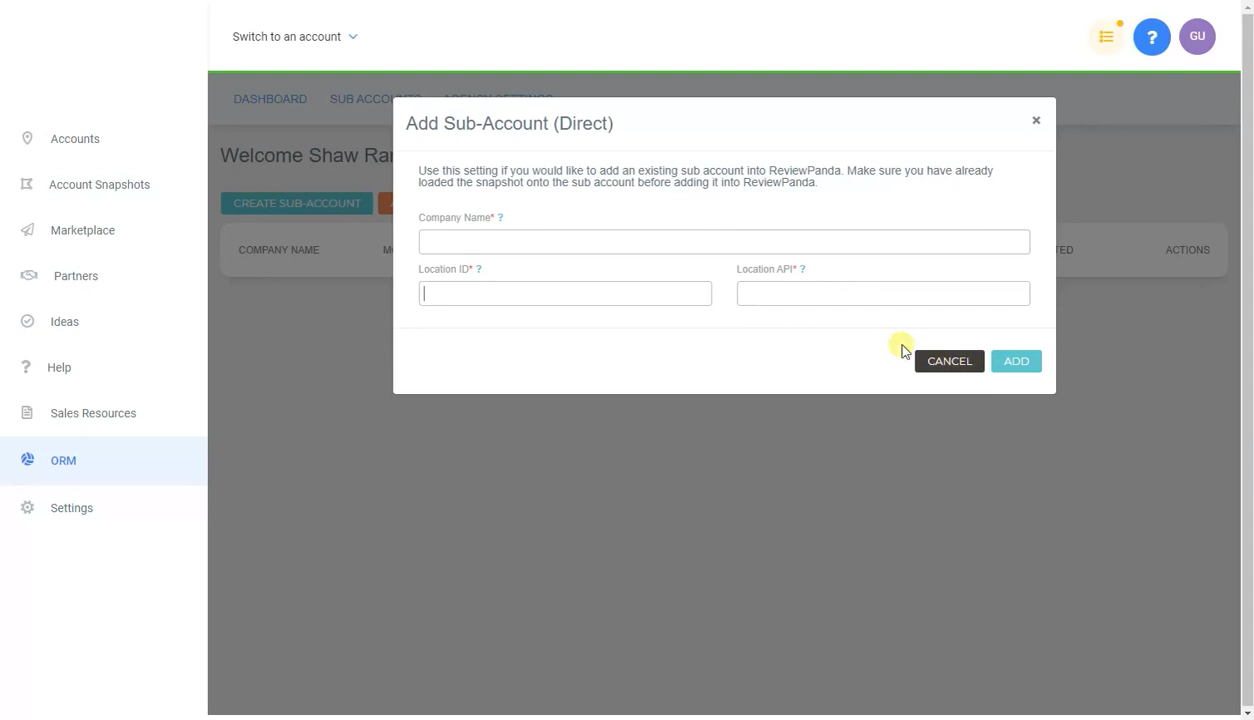 Switch to an account
?
GU
DASHBOARD
SUB ACCOUNTS
AGENCY SETTINGS
Accounts
Account Snapshots
Marketplace
Partners
Ideas
Help
Sales Resources
ORM
Settings
Welcome Shaw
CREATE SUB-ACCOUNT
COMPANY NAME
ACTIONS
Add Sub-Account (Direct)
×
Use this setting if you would like to add an existing sub account into ReviewPanda. Make sure you have already
loaded the snapshot onto the sub account before adding it into ReviewPanda.
Company Name* ?
Location ID* ?
Location API* ?
CANCEL
ADD